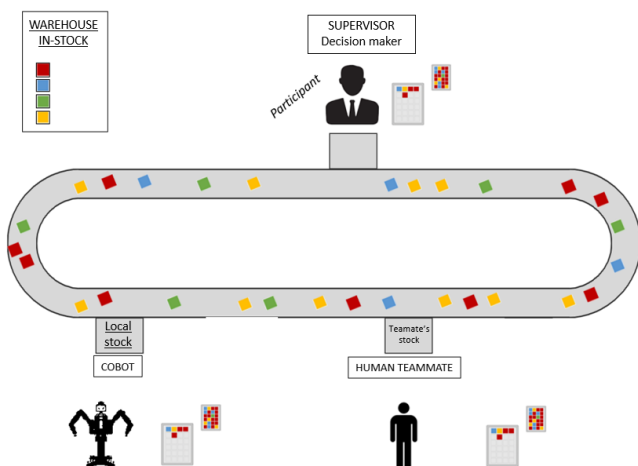 WAREHOUSE
IN-STOCK
SUPERVISOR
Decision maker
Participant
Local
stock
Teamate's
stock
COBOT
HUMAN TEAMMATE